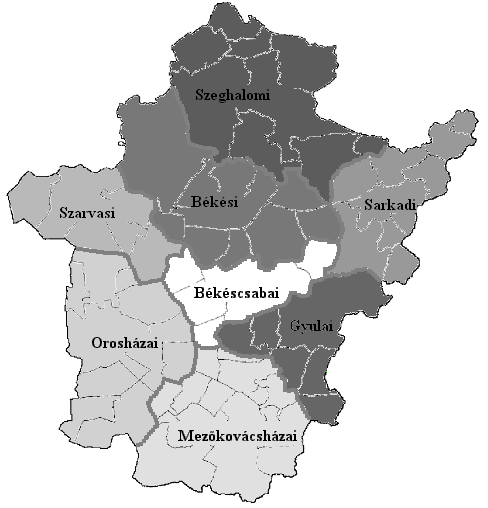 Szeghalomi
Békési
Szarvasi
Sarkadi
Békéscsabai
Gyulai
Orosházai
Mezőkovácsházai